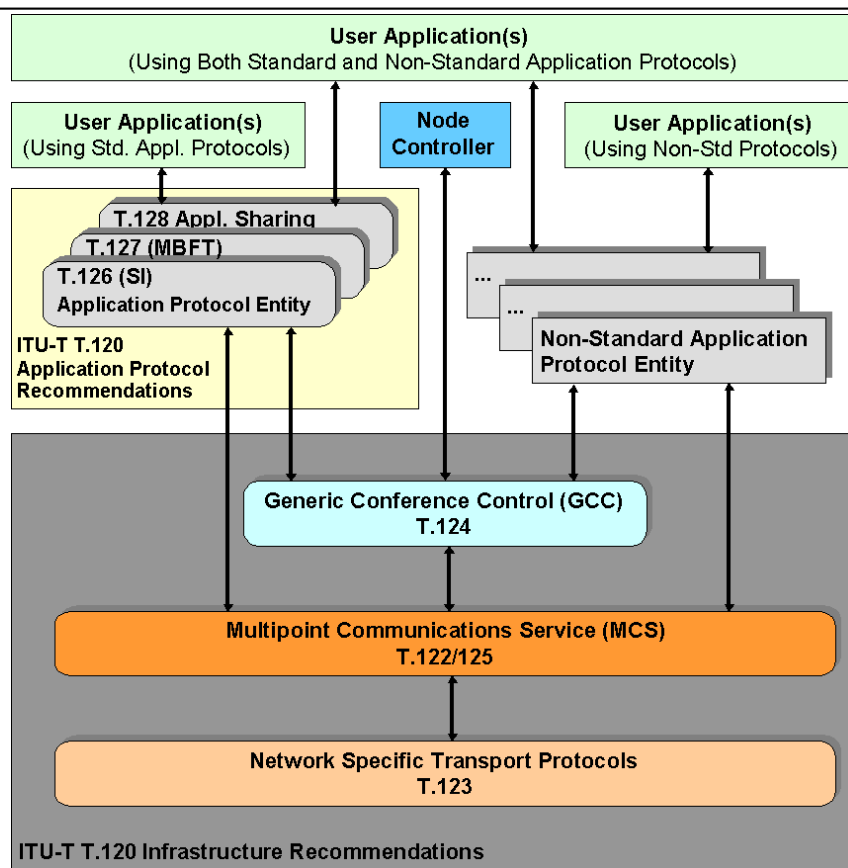 User Application(s)
(Using Both Standard and Non-Standard Application Protocols)
User Application(s)
(Using Std. Appl. Protocols)
Node
Controller
User Application(s)
(Using Non-Std Protocols)
T.128 Appl. Sharing
T.127 (MBFT)
T.126 (SI)
Application Protocol Entity
ITU-T T.120
Application Protocol
Recommendations
...
...
Non-Standard Application
Protocol Entity
Generic Conference Control (GCC)
T.124
Multipoint Communications Service (MCS)
T.122/125
Network Specific Transport Protocols
T.123
ITU-T T.120 Infrastructure Recommendations